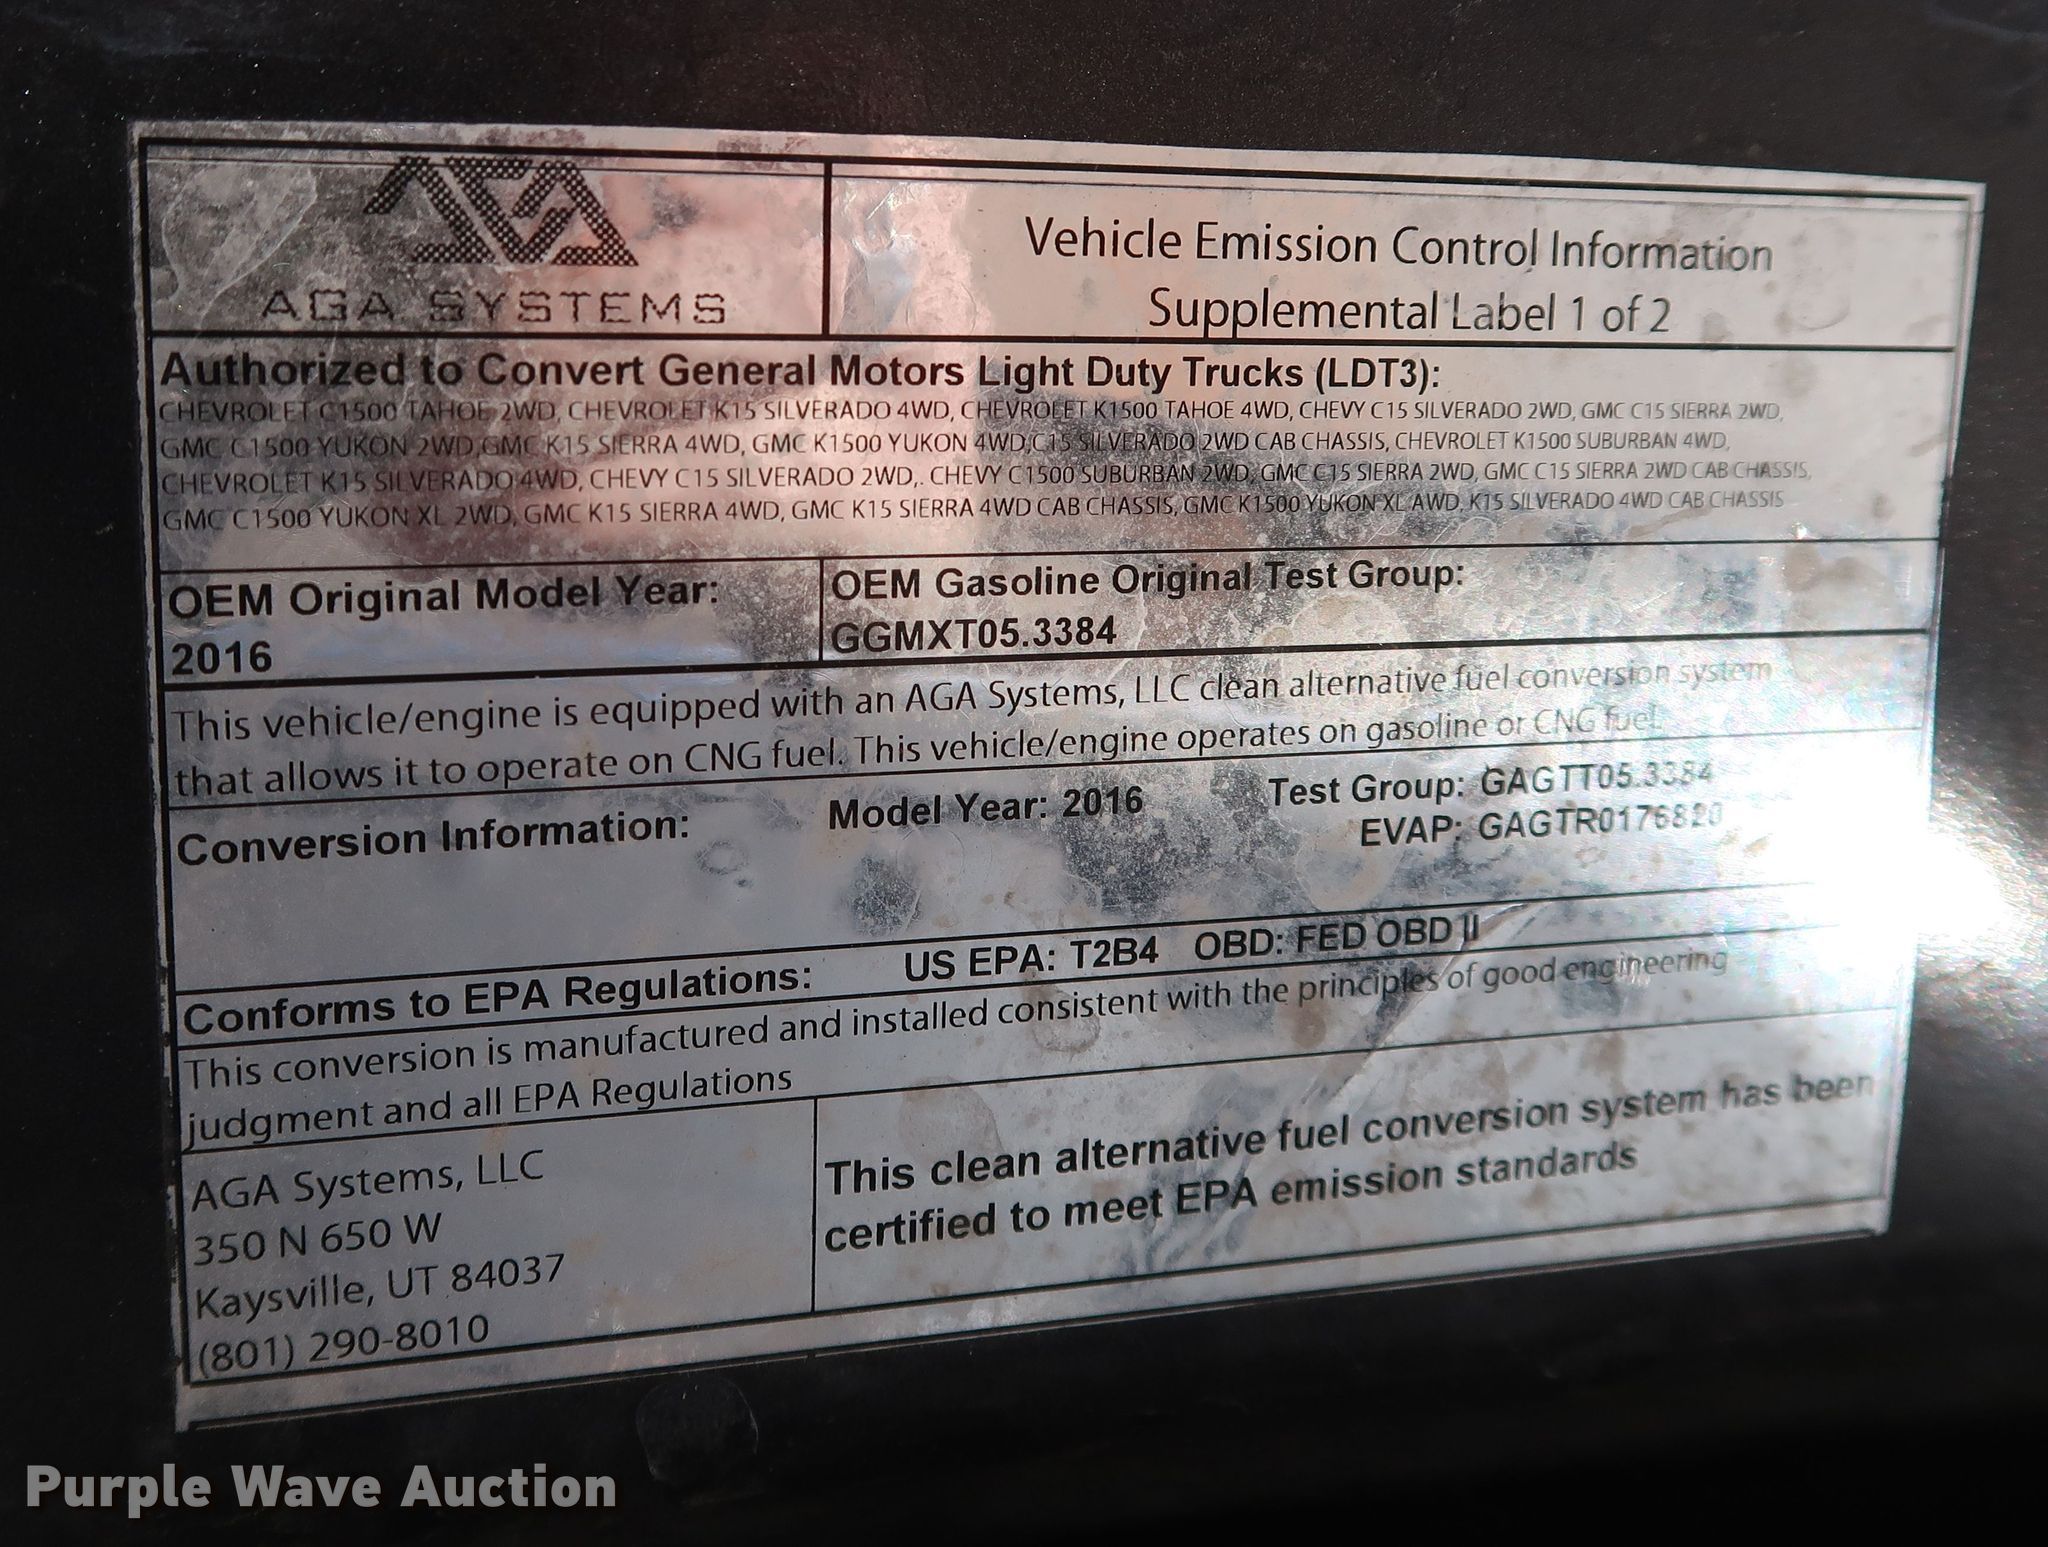 AGA SYSTEMS
Vehicle Emission Control Information
Supplemental Label 1 of 2
Authorized to Convert General Motors Light Duty Trucks (LDT3):
CHEVROLET C1500 TAHOE 2WD, CHEVROLET K15 SILVERADO 4WD, CHEVROLET K1500 TAHOE 4WD, CHEVY C15 SILVERADO 2WD, GMC C15 SIERRA 2WD,
GMC C1500 YUKON 2WD,GMC K15 SIERRA 4WD, GMC K1500 YUKON 4WD,C15 SILVERADO 2WD CAB CHASSIS, CHEVROLET K1500 SUBURBAN 4WD,
CHEVROLET K15 SILVERADO 4WD, CHEVY C15 SILVERADO 2WD,. CHEVY C1500 SUBURBAN 2WD, GMC C15 SIERRA 2WD, GMC C15 SIERRA 2WD CAB CHASSIS,
GMC C1500 YUKON XL 2WD, GMC K15 SIERRA 4WD, GMC K15 SIERRA 4WD CAB CHASSIS, GMC K1500 YUKON XL AWD, K15 SILVERADO 4WD CAB CHASSIS
OEM Original Model Year:
2016
OEM Gasoline Original Test Group:
GGMXT05.3384
This vehicle/engine is equipped with an AGA Systems, LLC clean alternative fuel conversion system
that allows it to operate on CNG fuel. This vehicle/engine operates on gasoline or CNG fuel.
Conversion Information: Model Year: 2016 Test Group: GAGTT05.3384
EVAP: GAGTR0176820
Conforms to EPA Regulations: US EPA: T2B4 OBD: FED OBD II
This conversion is manufactured and installed consistent with the principles of good engineering
judgment and all EPA Regulations
AGA Systems, LLC
350 N 650 W
Kaysville, UT 84037
(801) 290-8010
This clean alternative fuel conversion system has been
certified to meet EPA emission standards
Purple Wave Auction